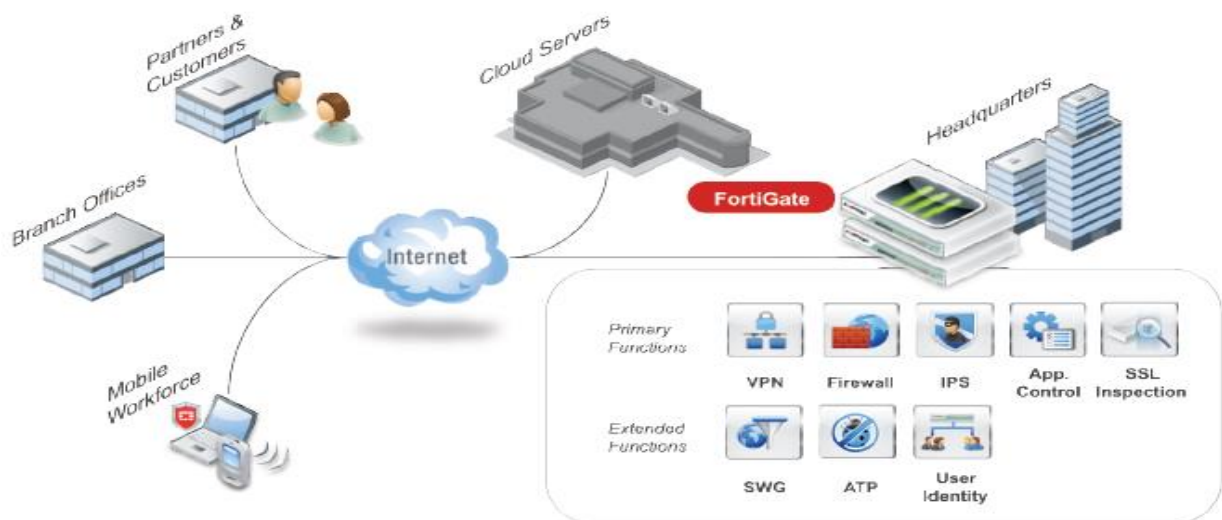 Partners &
Customers
Cloud Servers
Headquarters
FortiGate
Branch Offices
Internet
Mobile
Workforce
Primary
Functions
VPN
Firewall
IPS
App.
Control
SSL
Inspection
Extended
Functions
SWG
ATP
User
Identity